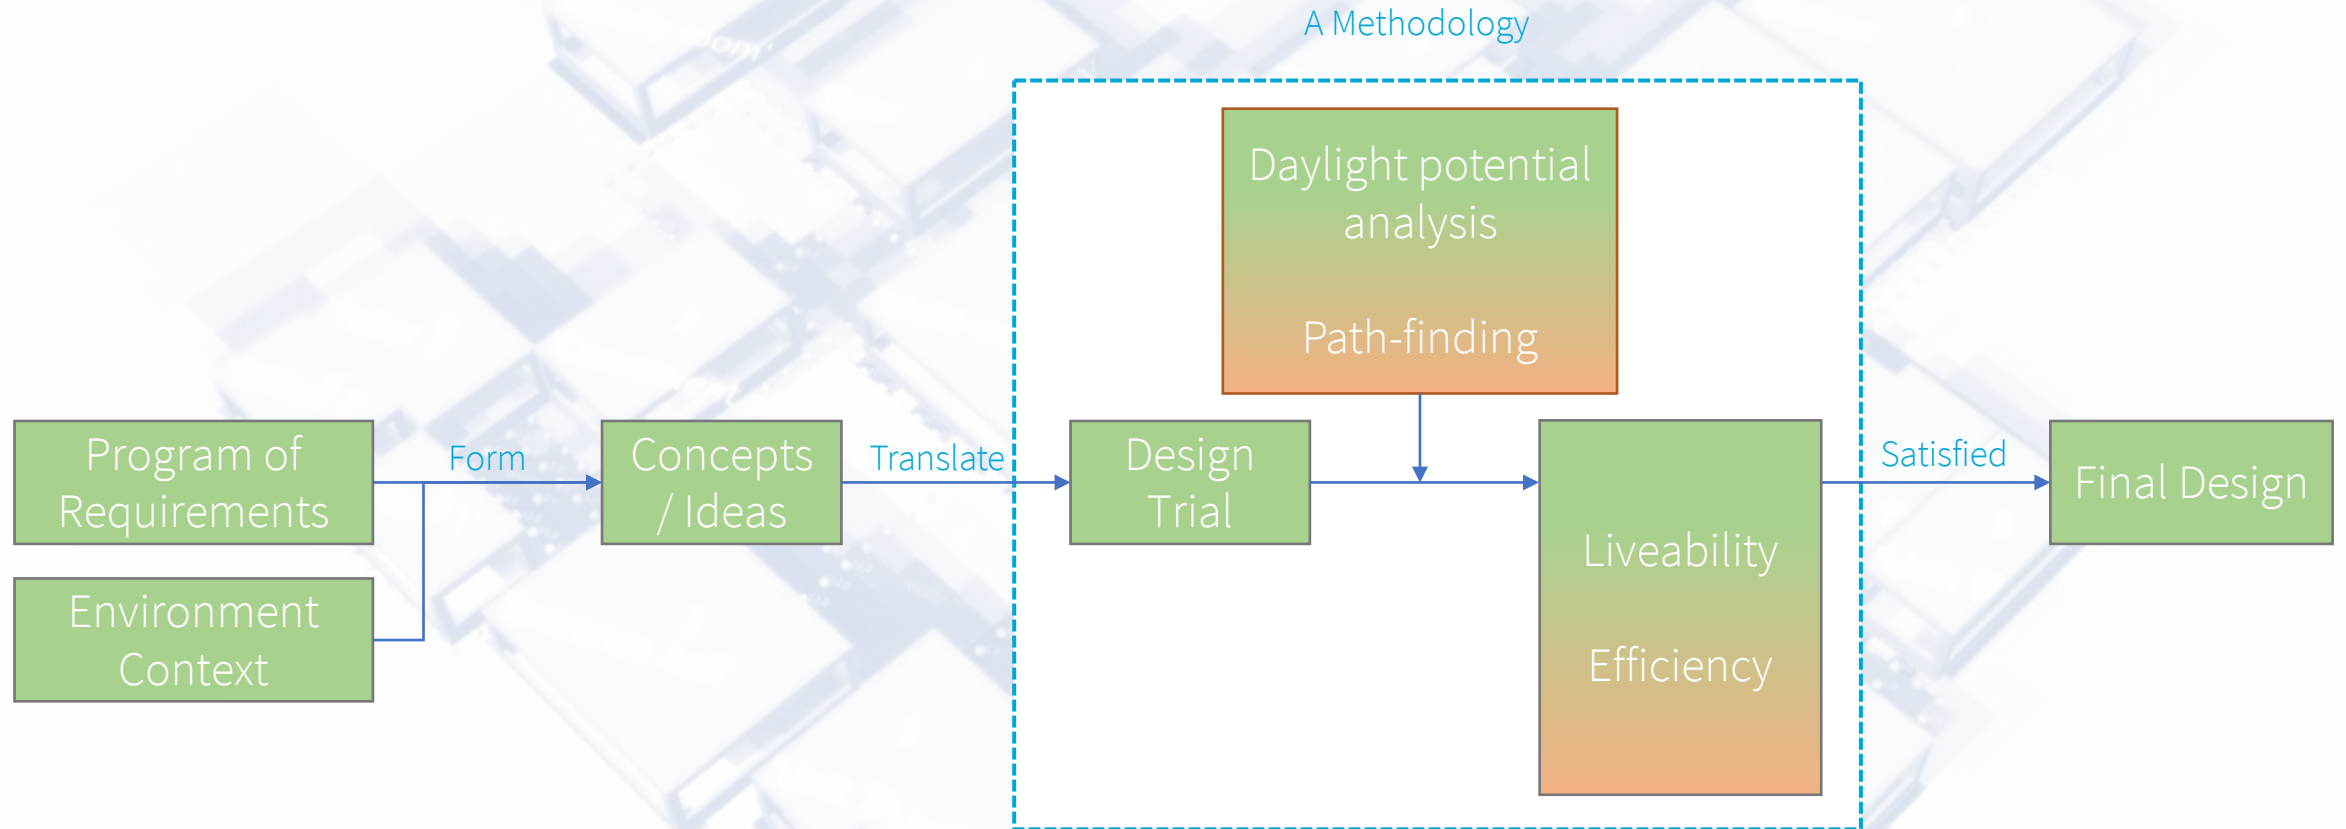 A Methodology
Daylight potential
analysis
Path-finding
Program of
Requirements
Form
Concepts
/ Ideas
Translate
Design
Trial
Satisfied
Final Design
Liveability
Efficiency
Environment
Context